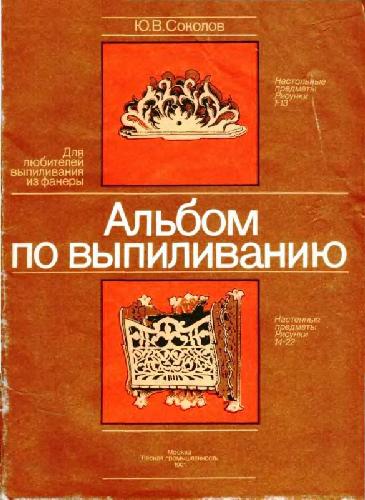 Ю.В.Соколов
Настольные
предметы
Рисунки
1-13
Для
любителей
выпиливания
из фанеры
Альбом
по выпиливанию
Настенные
предметы
Рисунки
14-22
Москва
Лесная промышленность